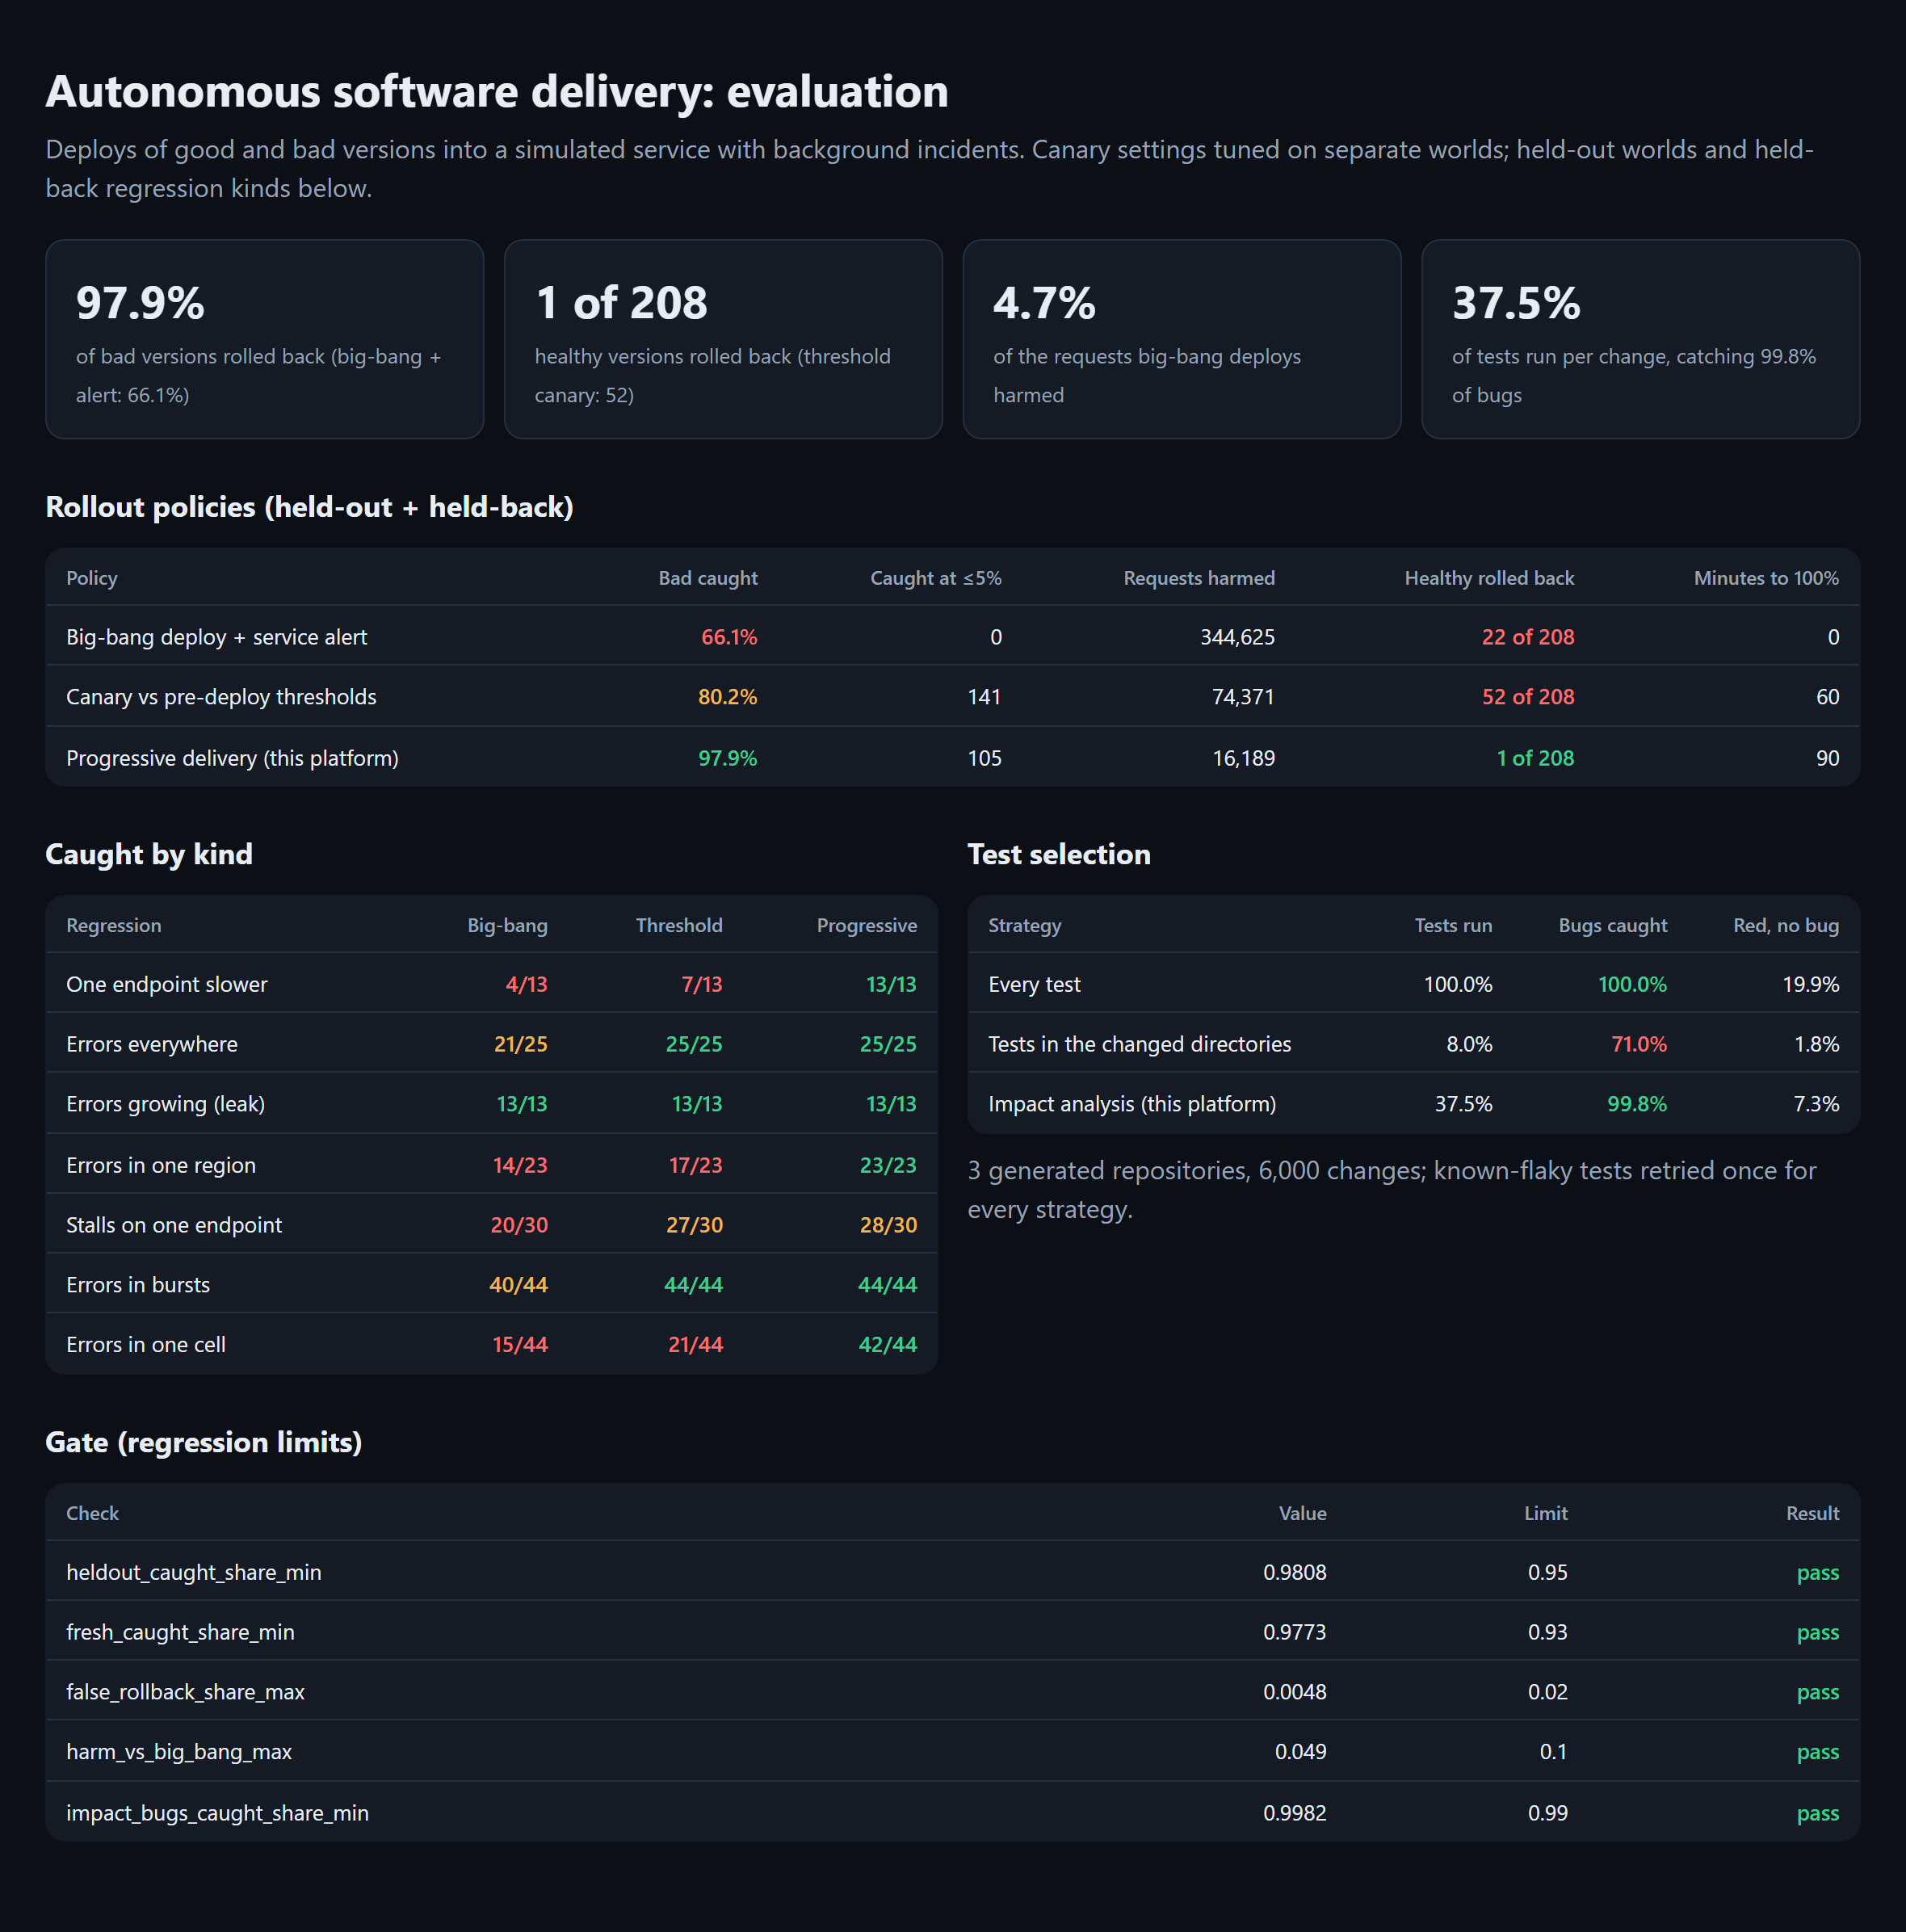 Autonomous software delivery: evaluation
Deploys of good and bad versions into a simulated service with background incidents. Canary settings tuned on separate worlds; held-out worlds and held-
back regression kinds below.
97.9%
of bad versions rolled back (big-bang +
alert: 66.1%)
1 of 208
healthy versions rolled back (threshold
canary: 52)
4.7%
of the requests big-bang deploys
harmed
37.5%
of tests run per change, catching 99.8%
of bugs
Rollout policies (held-out + held-back)
Policy Bad caught Caught at ≤5% Requests harmed Healthy rolled back Minutes to 100%
Big-bang deploy + service alert 66.1% 0 344,625 22 of 208 0
Canary vs pre-deploy thresholds 80.2% 141 74,371 52 of 208 60
Progressive delivery (this platform) 97.9% 105 16,189 1 of 208 90
Caught by kind
Regression Big-bang Threshold Progressive
One endpoint slower 4/13 7/13 13/13
Errors everywhere 21/25 25/25 25/25
Errors growing (leak) 13/13 13/13 13/13
Errors in one region 14/23 17/23 23/23
Stalls on one endpoint 20/30 27/30 28/30
Errors in bursts 40/44 44/44 44/44
Errors in one cell 15/44 21/44 42/44
Test selection
Strategy Tests run Bugs caught Red, no bug
Every test 100.0% 100.0% 19.9%
Tests in the changed directories 8.0% 71.0% 1.8%
Impact analysis (this platform) 37.5% 99.8% 7.3%
3 generated repositories, 6,000 changes; known-flaky tests retried once for
every strategy.
Gate (regression limits)
Check Value Limit Result
heldout_caught_share_min 0.9808 0.95 pass
fresh_caught_share_min 0.9773 0.93 pass
false_rollback_share_max 0.0048 0.02 pass
harm_vs_big_bang_max 0.049 0.1 pass
impact_bugs_caught_share_min 0.9982 0.99 pass